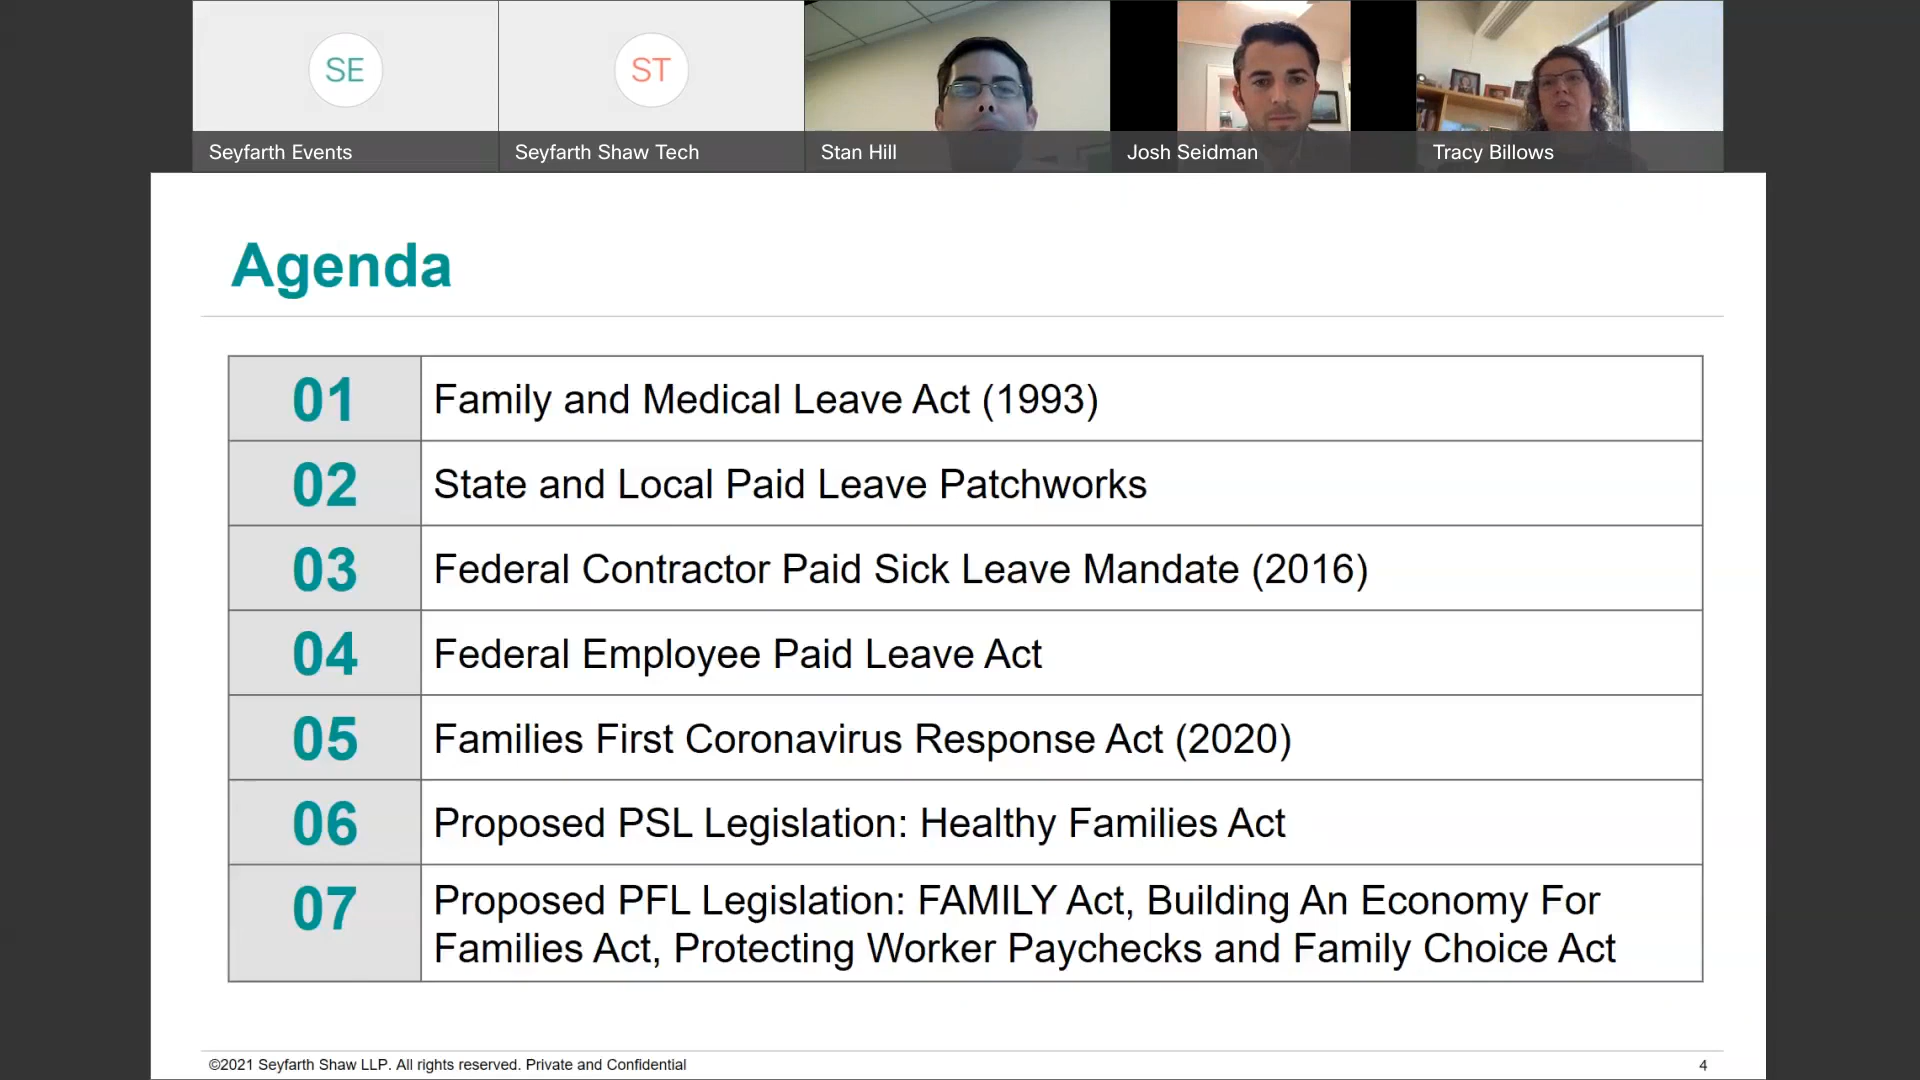 SE
ST
Seyfarth Events
Seyfarth Shaw Tech
Stan Hill
Josh Seidman
Tracy Billows
Agenda
01 Family and Medical Leave Act (1993)
02 State and Local Paid Leave Patchworks
03 Federal Contractor Paid Sick Leave Mandate (2016)
04 Federal Employee Paid Leave Act
05 Families First Coronavirus Response Act (2020)
06 Proposed PSL Legislation: Healthy Families Act
07 Proposed PFL Legislation: FAMILY Act, Building An Economy For
Families Act, Protecting Worker Paychecks and Family Choice Act
©2021 Seyfarth Shaw LLP. All rights reserved. Private and Confidential
4